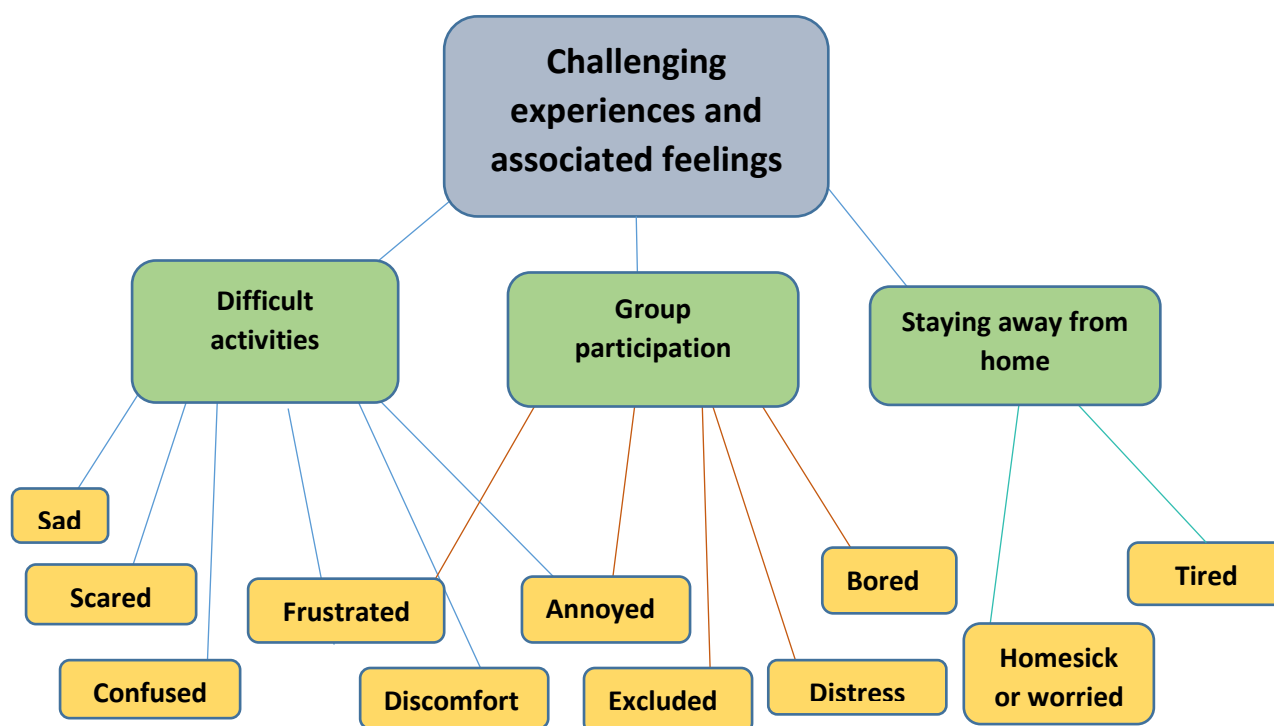 Challenging
experiences and
associated feelings
Difficult
activities
Group
participation
Staying away from
home
Sad
Scared
Confused
Frustrated
Discomfort
Annoyed
Excluded
Distress
Bored
Homesick
or worried
Tired